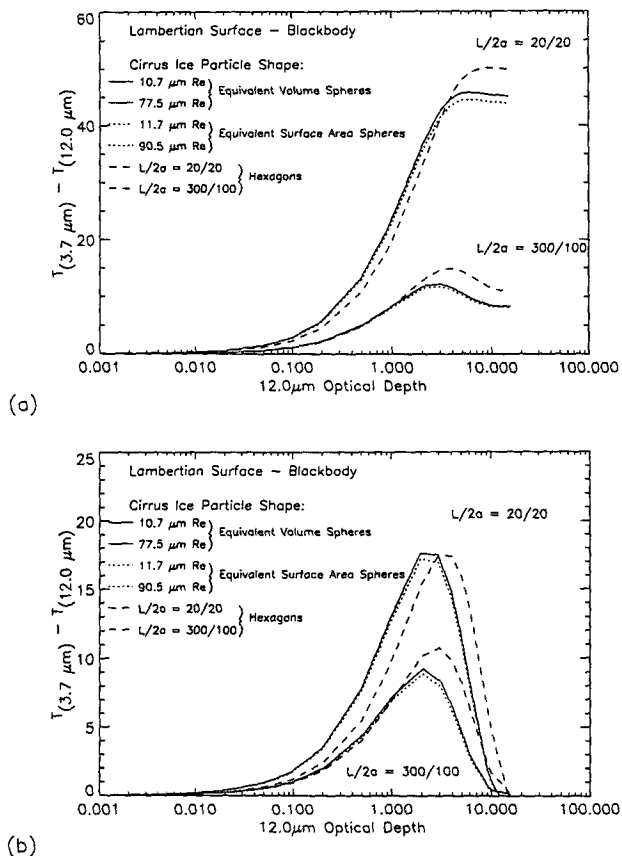 60
40
20
0
T(3.7 μm) − T(12.0 μm)
Lambertian Surface − Blackbody
L/2a = 20/20
Cirrus Ice Particle Shape:
10.7 μm Re
77.5 μm Re
} Equivalent Volume Spheres
11.7 μm Re
90.5 μm Re
} Equivalent Surface Area Spheres
L/2a = 20/20
L/2a = 300/100
} Hexagons
L/2a = 300/100
0.001 0.010 0.100 1.000 10.000 100.000
12.0μm Optical Depth
(a)
25
20
15
10
5
0
T(3.7 μm) − T(12.0 μm)
Lambertian Surface − Blackbody
Cirrus Ice Particle Shape:
10.7 μm Re
77.5 μm Re
} Equivalent Volume Spheres
L/2a = 20/20
11.7 μm Re
90.5 μm Re
} Equivalent Surface Area Spheres
L/2a = 20/20
L/2a = 300/100
} Hexagons
L/2a = 300/100
0.001 0.010 0.100 1.000 10.000 100.000
12.0μm Optical Depth
(b)